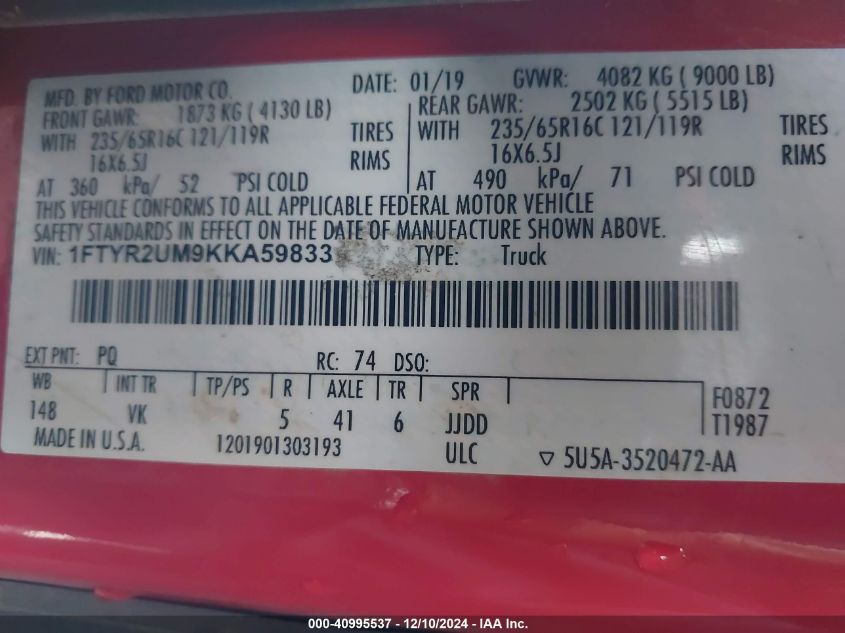 MFD. BY FORD MOTOR CO.
DATE: 01/19 GVWR: 4082 KG ( 9000 LB)
FRONT GAWR: 1873 KG ( 4130 LB)
REAR GAWR: 2502 KG ( 5515 LB)
WITH 235/65R16C 121/119R TIRES
WITH 235/65R16C 121/119R TIRES
16X6.5J RIMS
16X6.5J RIMS
AT 360 kPa/ 52 PSI COLD
AT 490 kPa/ 71 PSI COLD
THIS VEHICLE CONFORMS TO ALL APPLICABLE FEDERAL MOTOR VEHICLE
SAFETY STANDARDS IN EFFECT ON THE DATE OF MANUFACTURE SHOWN ABOVE.
VIN: 1FTYR2UM9KKA59833 TYPE: Truck
EXT PNT: PQ RC: 74 DSO:
WB INT TR TP/PS R AXLE TR SPR
148 VK 5 41 6 JJDD
F0872
T1987
MADE IN U.S.A. 1201901303193 ULC
5U5A-3520472-AA
000-40995537 - 12/10/2024 - IAA Inc.